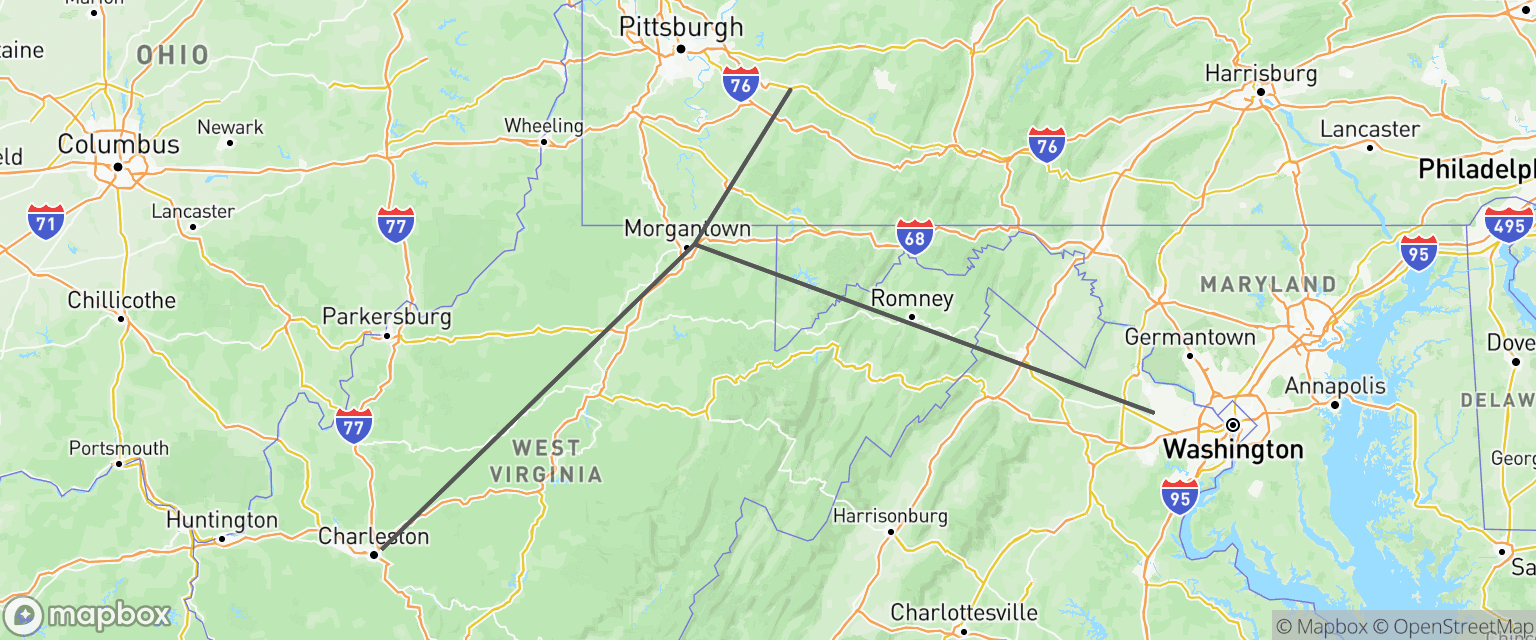 Marion
Pittsburgh
OHIO
taine
76
Harrisburg
Newark
Wheeling
Lancaster
Columbus
76
field
Philadelph
Lancaster
71
77
Morgantown
68
495
95
MARYLAND
Chillicothe
Romney
Parkersburg
Germantown
Dove
Annapolis
DELAW
77
Portsmouth
WEST
VIRGINIA
Washington
Georg
95
Huntington
Harrisonburg
Charleston
Sa
Charlottesville
mapbox
© Mapbox © OpenStreetMap